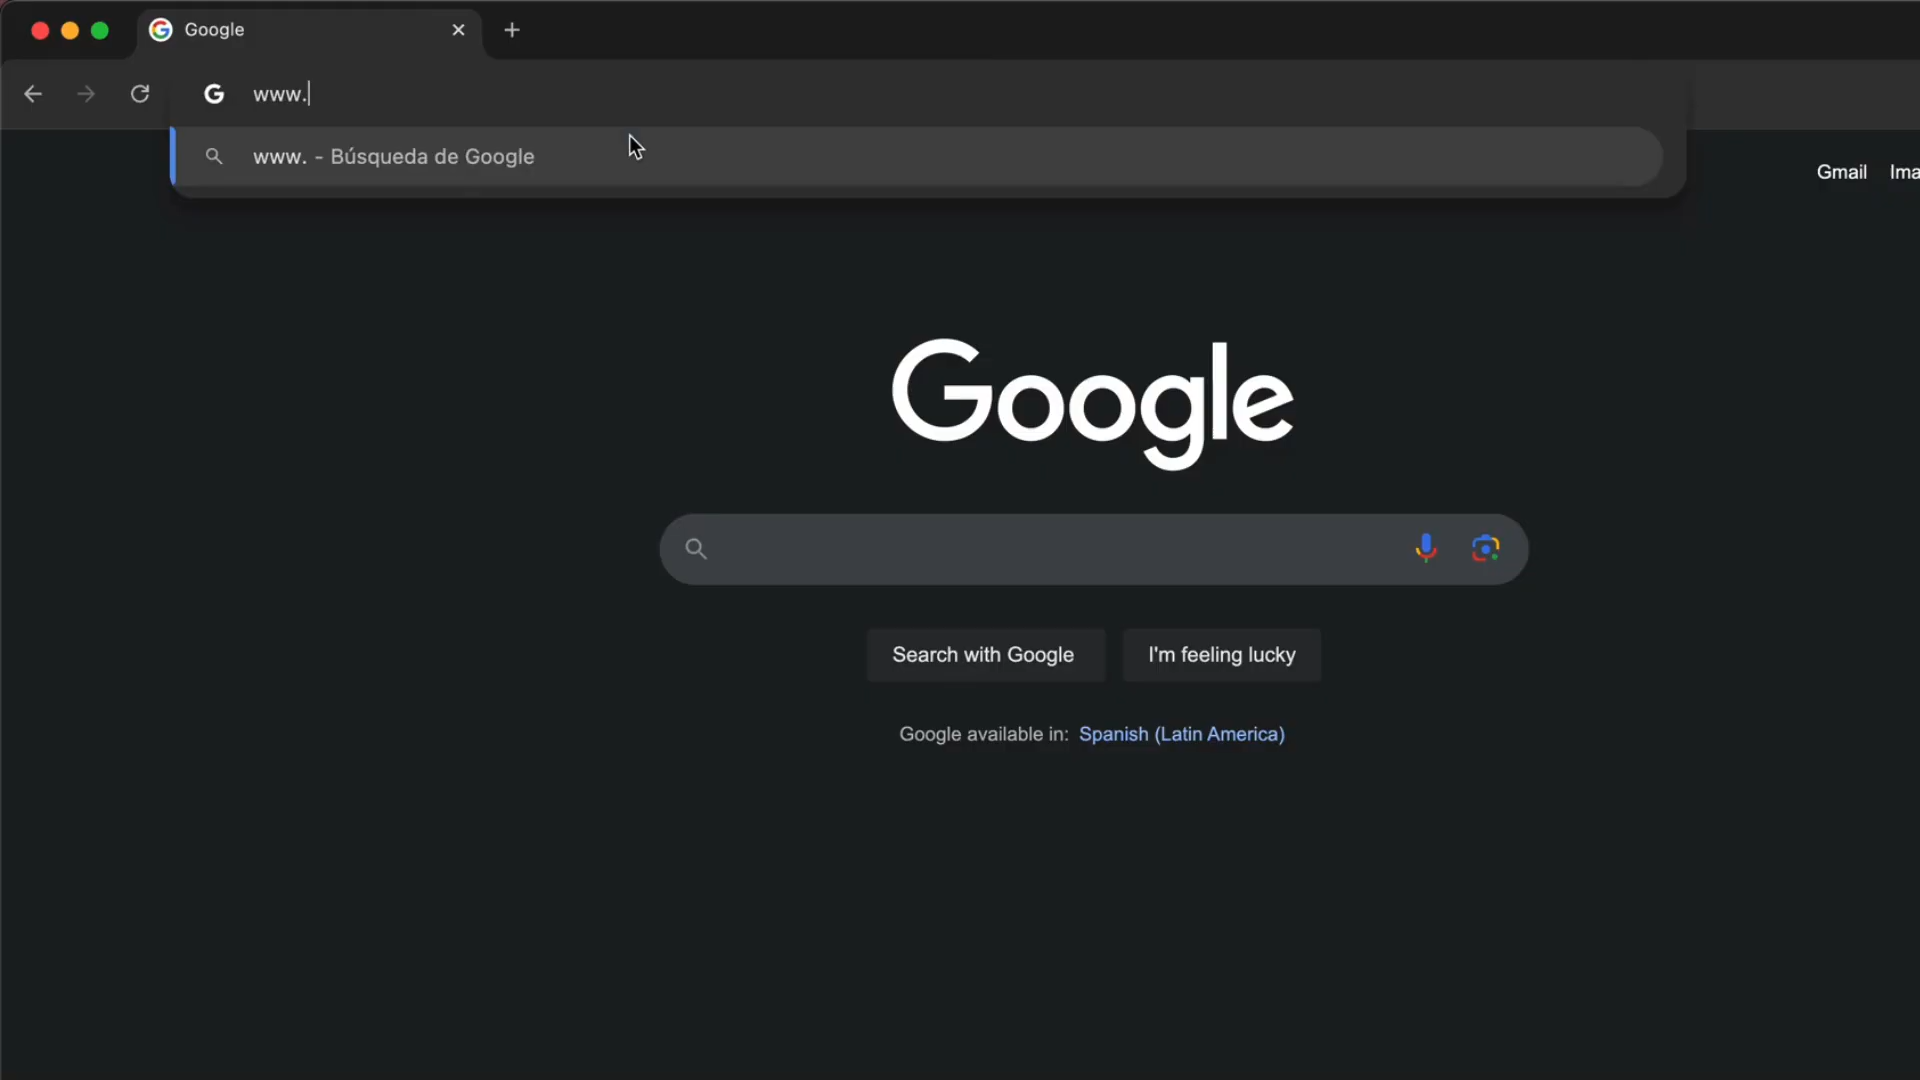 Google
www.
www. - Búsqueda de Google
Gmail
Google
Search with Google
I'm feeling lucky
Google available in: Spanish (Latin America)